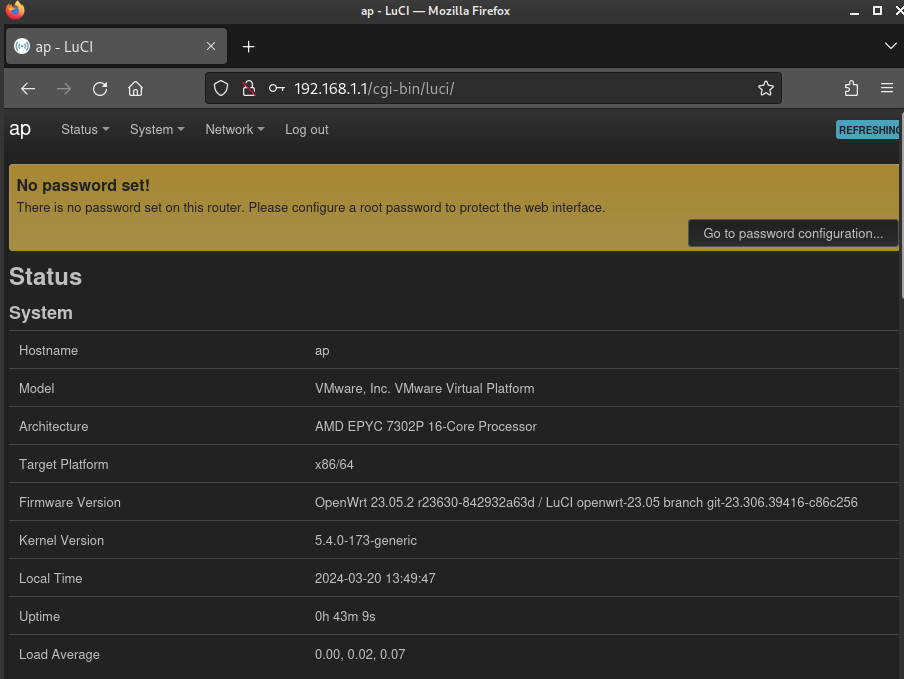 ap - LuCI — Mozilla Firefox
ap - LuCI
192.168.1.1/cgi-bin/luci/
ap Status System Network Log out REFRESHING
No password set!
There is no password set on this router. Please configure a root password to protect the web interface.
Go to password configuration...
Status
System
Hostname ap
Model VMware, Inc. VMware Virtual Platform
Architecture AMD EPYC 7302P 16-Core Processor
Target Platform x86/64
Firmware Version OpenWrt 23.05.2 r23630-842932a63d / LuCI openwrt-23.05 branch git-23.306.39416-c86c256
Kernel Version 5.4.0-173-generic
Local Time 2024-03-20 13:49:47
Uptime 0h 43m 9s
Load Average 0.00, 0.02, 0.07